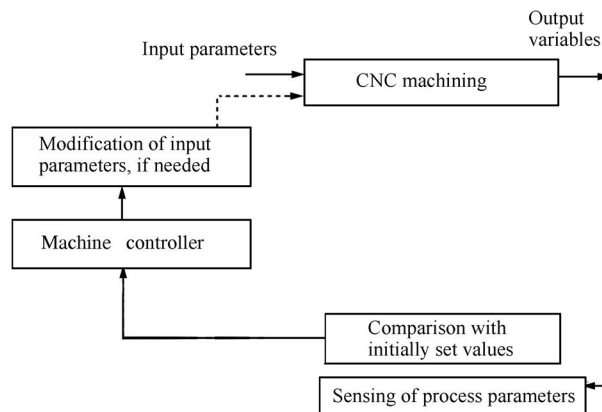 Output
variables
Input parameters
CNC machining
Modification of input
parameters, if needed
Machine controller
Comparison with
initially set values
Sensing of process parameters